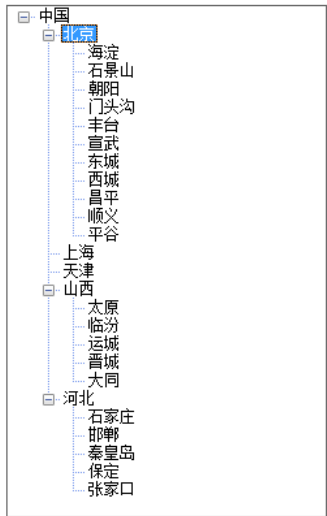 中国
北京
海淀
石景山
朝阳
门头沟
丰台
宣武
东城
西城
昌平
顺义
平谷
上海
天津
山西
太原
临汾
运城
晋城
大同
河北
石家庄
邯郸
秦皇岛
保定
张家口